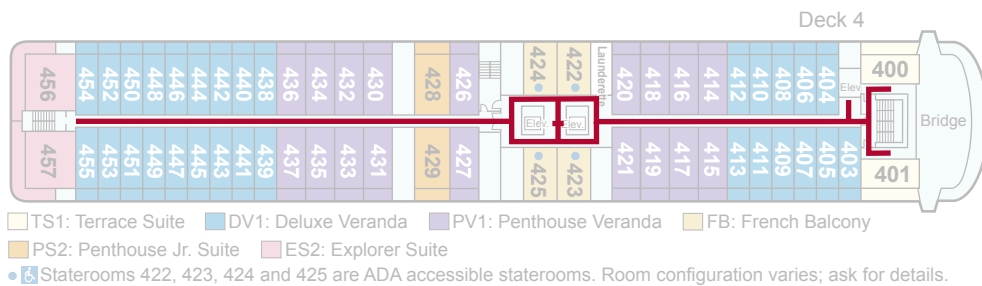 Deck 4
456 454 452 450 448 446 444 442 440 438 436 434 432 430 428 426 424 422 Launderette 420 418 416 414 412 410 408 406 404 Elev. 400
Elev. Elev. Bridge
457 455 453 451 449 447 445 443 441 439 437 435 433 431 429 427 425 423 421 419 417 415 413 411 409 407 405 403 401
TS1: Terrace Suite DV1: Deluxe Veranda PV1: Penthouse Veranda FB: French Balcony
PS2: Penthouse Jr. Suite ES2: Explorer Suite
Staterooms 422, 423, 424 and 425 are ADA accessible staterooms. Room configuration varies; ask for details.